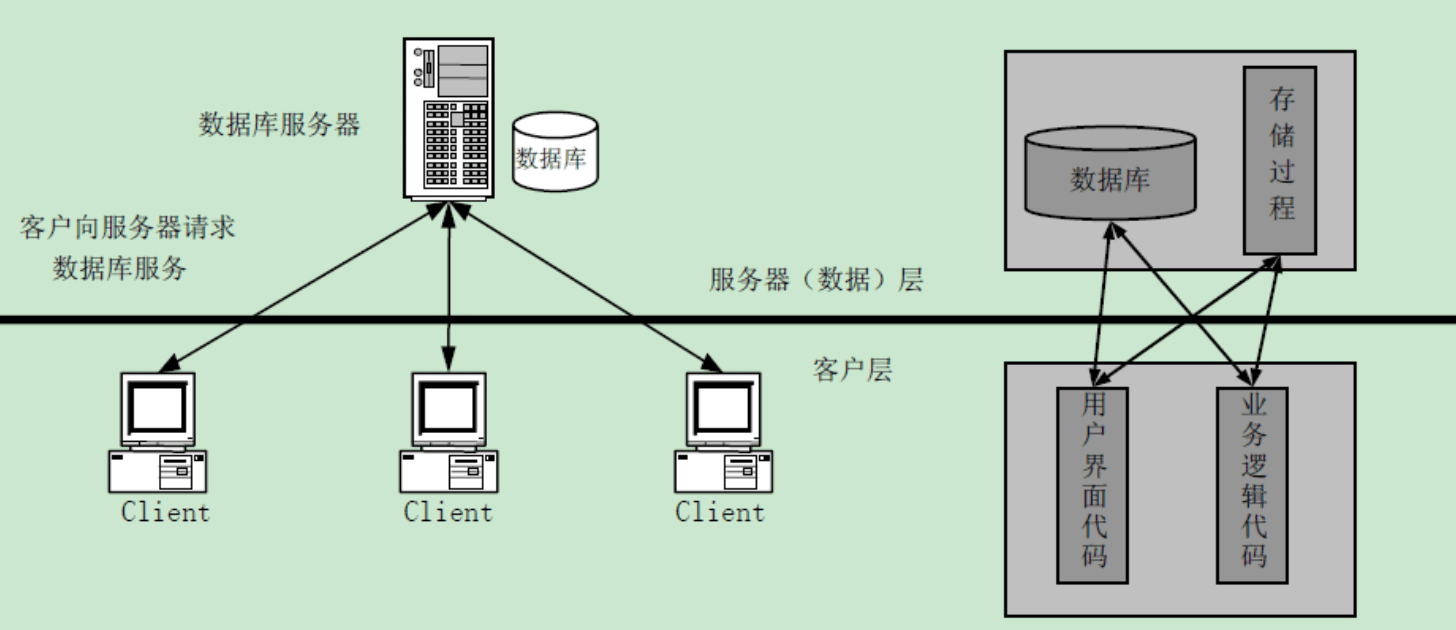 数据库服务器
数据库
客户向服务器请求
数据库服务
服务器（数据）层
客户层
Client
Client
Client
数据库
存储过程
用户界面代码
业务逻辑代码